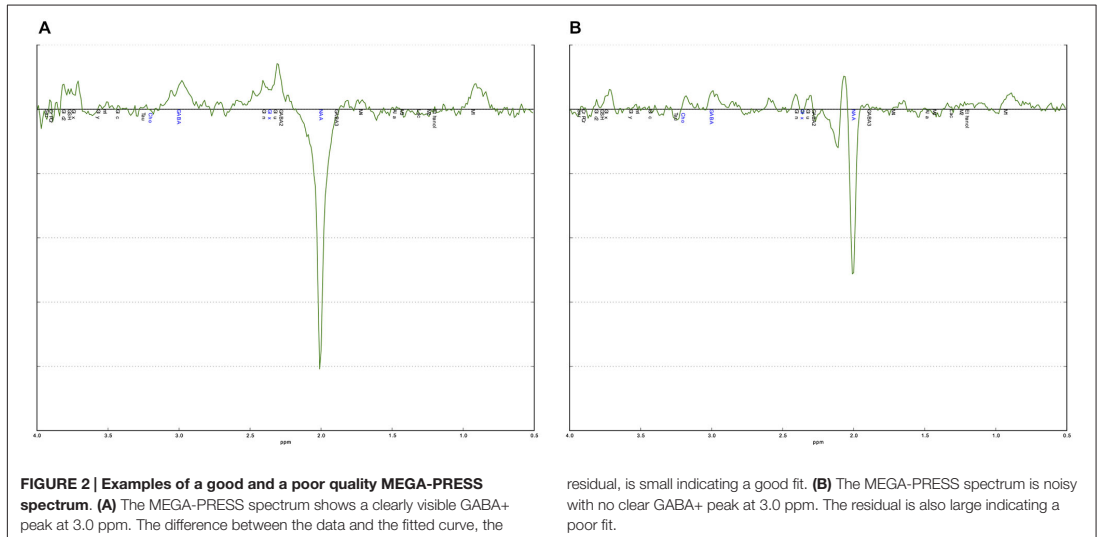 A
B
GABA
NAA
4.0 3.5 3.0 2.5 2.0 1.5 1.0 0.5
ppm
Cho
GABA
NAA
4.0 3.5 3.0 2.5 2.0 1.5 1.0 0.5
ppm
FIGURE 2 | Examples of a good and a poor quality MEGA-PRESS
spectrum. (A) The MEGA-PRESS spectrum shows a clearly visible GABA+
peak at 3.0 ppm. The difference between the data and the fitted curve, the
residual, is small indicating a good fit. (B) The MEGA-PRESS spectrum is noisy
with no clear GABA+ peak at 3.0 ppm. The residual is also large indicating a
poor fit.